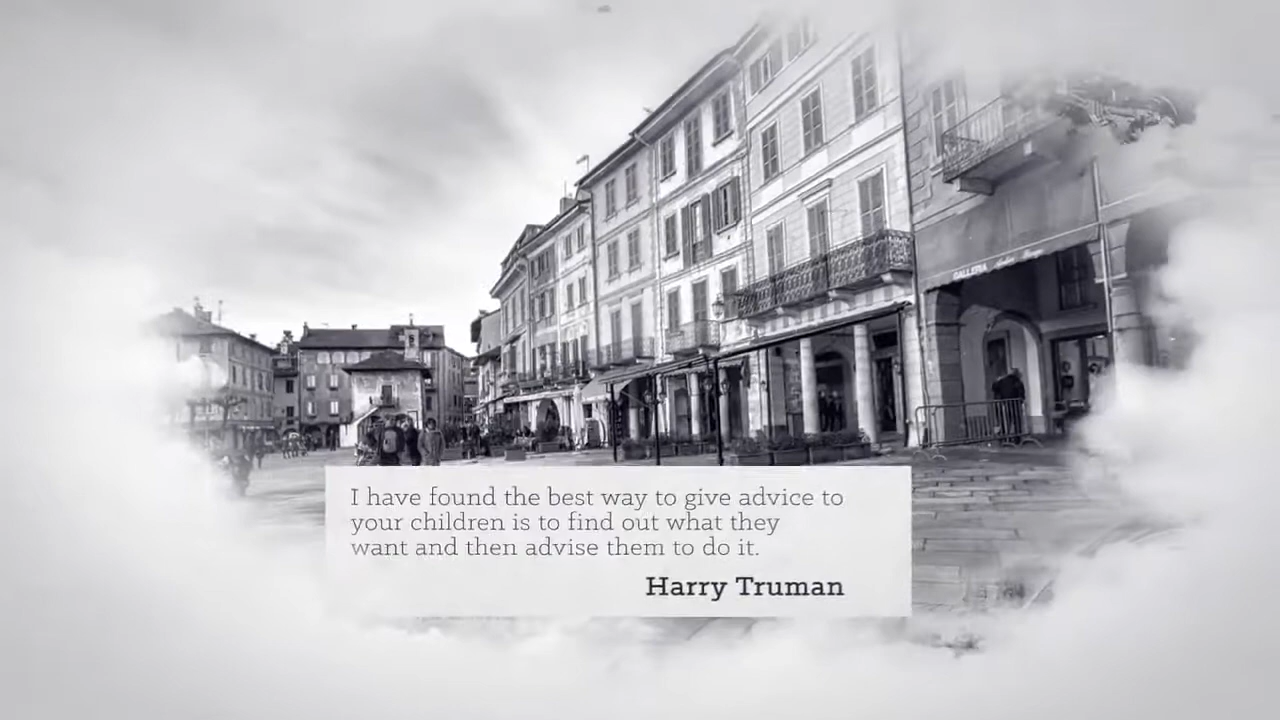 GALLERIA
I have found the best way to give advice to
your children is to find out what they
want and then advise them to do it.
Harry Truman